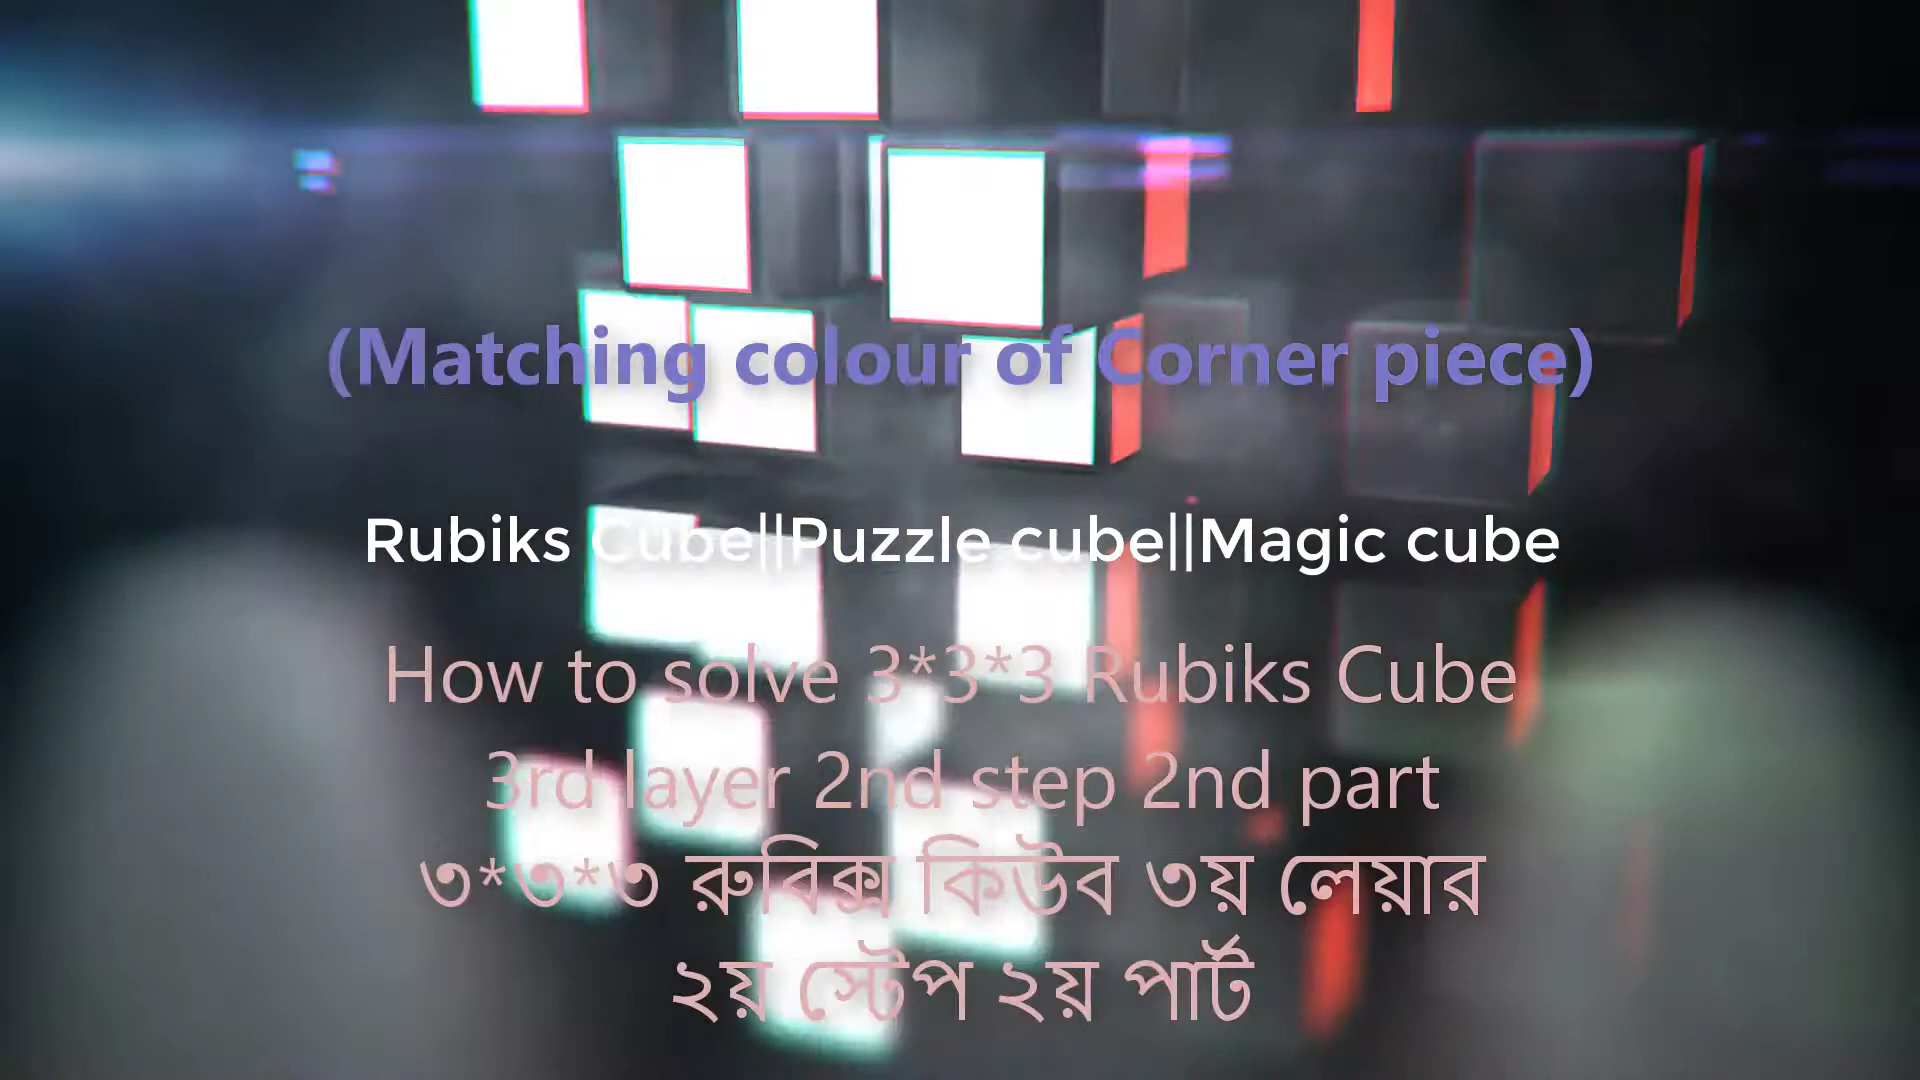 (Matching colour of Corner piece)
Rubiks Cube||Puzzle cube||Magic cube
How to solve 3*3*3 Rubiks Cube
3rd layer 2nd step 2nd part
৩*৩*৩ রুবিক্স কিউব ৩য় লেয়ার
২য় স্টেপ ২য় পার্ট